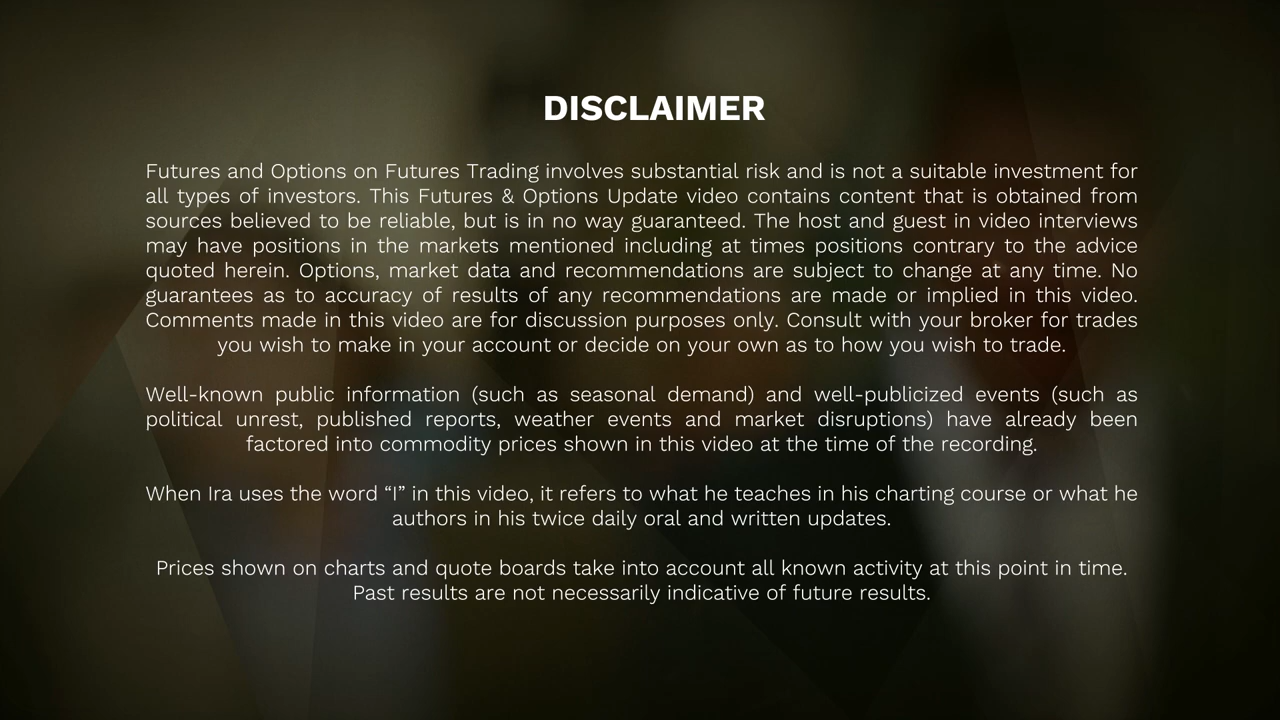 DISCLAIMER
Futures and Options on Futures Trading involves substantial risk and is not a suitable investment for
all types of investors. This Futures & Options Update video contains content that is obtained from
sources believed to be reliable, but is in no way guaranteed. The host and guest in video interviews
may have positions in the markets mentioned including at times positions contrary to the advice
quoted herein. Options, market data and recommendations are subject to change at any time. No
guarantees as to accuracy of results of any recommendations are made or implied in this video.
Comments made in this video are for discussion purposes only. Consult with your broker for trades
you wish to make in your account or decide on your own as to how you wish to trade.
Well-known public information (such as seasonal demand) and well-publicized events (such as
political unrest, published reports, weather events and market disruptions) have already been
factored into commodity prices shown in this video at the time of the recording.
When Ira uses the word “I” in this video, it refers to what he teaches in his charting course or what he
authors in his twice daily oral and written updates.
Prices shown on charts and quote boards take into account all known activity at this point in time.
Past results are not necessarily indicative of future results.